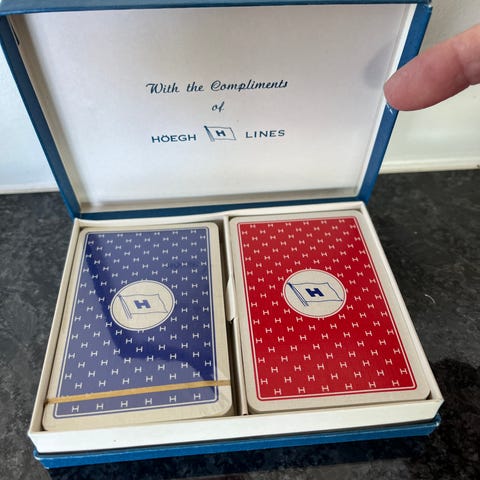 With the Compliments
of
HÖEGH H LINES
H
H